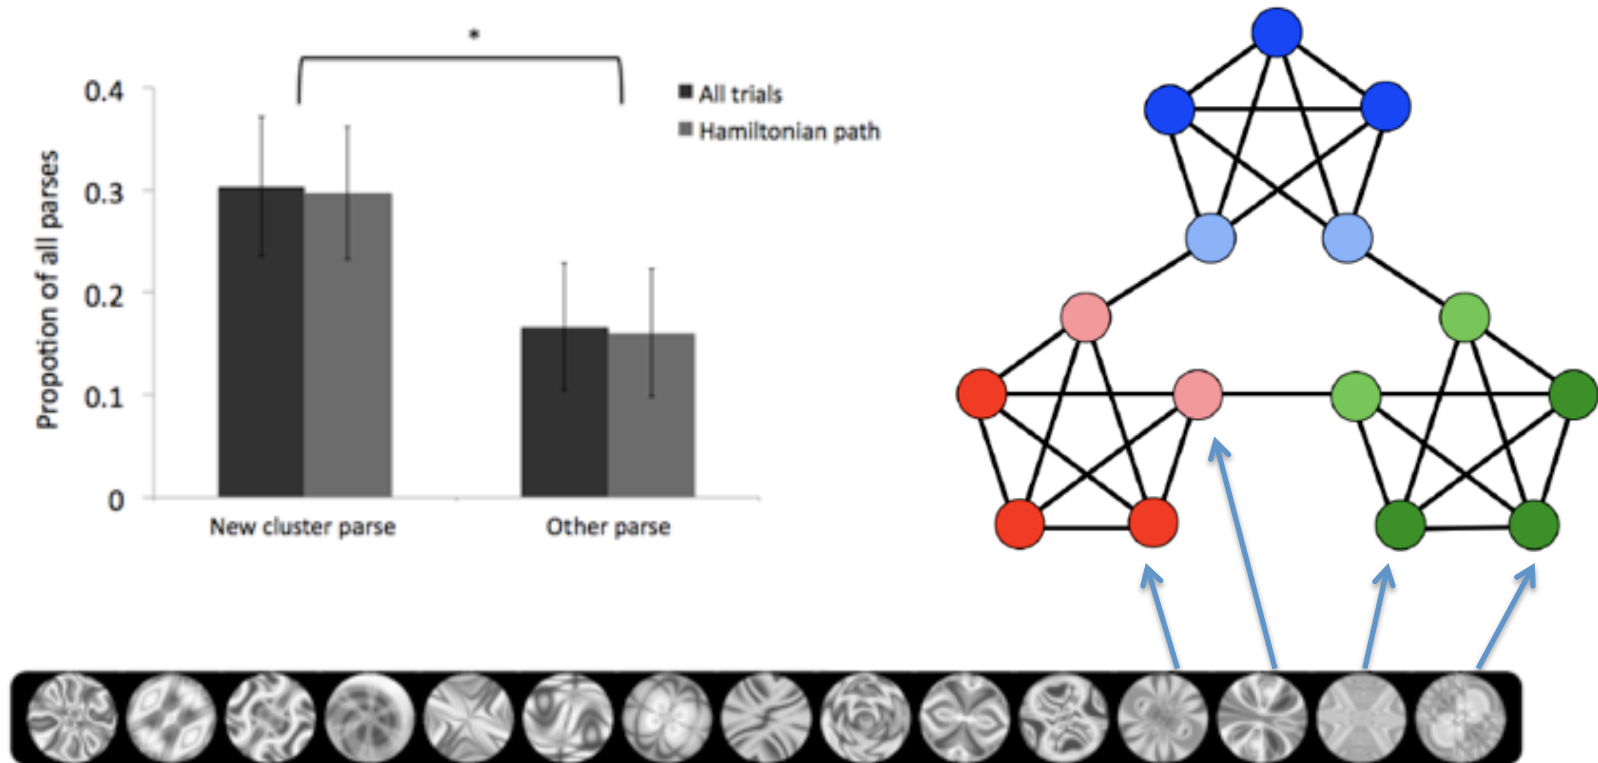 *
0.4
0.3
0.2
0.1
0
Propotion of all parses
All trials
Hamiltonian path
New cluster parse
Other parse